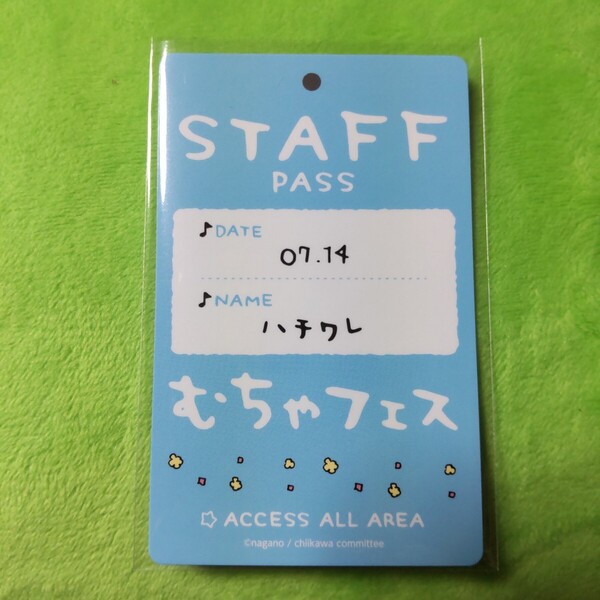 STAFF
PASS
♪DATE
07.14
♪NAME
ハチワレ
むちゃフェス
☆ ACCESS ALL AREA
©nagano / chiikawa committee